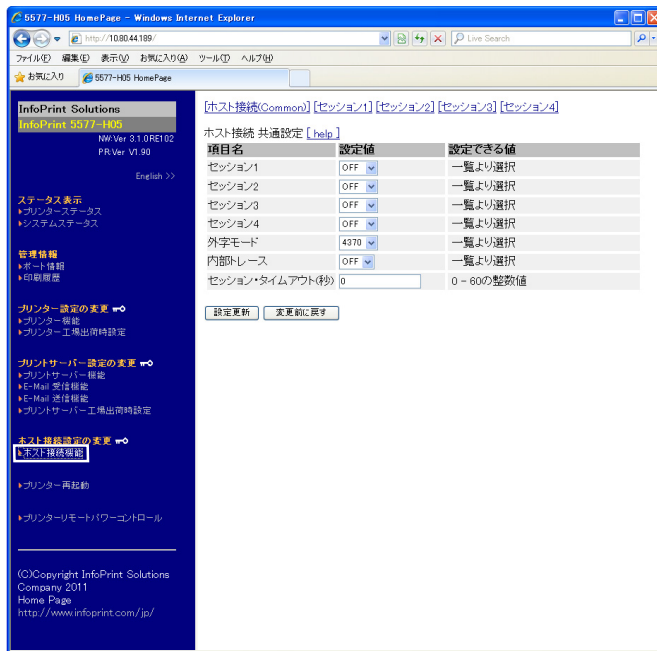 5577-H05 HomePage - Windows Internet Explorer
http://10.80.44.189/
Live Search
ファイル(F) 編集(E) 表示(V) お気に入り(A) ツール(T) ヘルプ(H)
お気に入り 5577-H05 HomePage
InfoPrint Solutions
InfoPrint 5577-H05
NW:Ver 3.1.0RE102
PR:Ver V1.90
English >>
ステータス表示
プリンターステータス
システムステータス
管理情報
ポート情報
印刷履歴
プリンター設定の変更
プリンター機能
プリンター工場出荷時設定
プリントサーバー設定の変更
プリントサーバー機能
E-Mail 受信機能
E-Mail 送信機能
プリントサーバー工場出荷時設定
ホスト接続設定の変更
ホスト接続機能
プリンター再起動
プリンターリモートパワーコントロール
(C)Copyright InfoPrint Solutions
Company 2011
Home Page
http://www.infoprint.com/jp/
[ホスト接続(Common)] [セッション1] [セッション2] [セッション3] [セッション4]
ホスト接続 共通設定 [ help ]
項目名 設定値 設定できる値
セッション1 OFF 一覧より選択
セッション2 OFF 一覧より選択
セッション3 OFF 一覧より選択
セッション4 OFF 一覧より選択
外字モード 4370 一覧より選択
内部トレース OFF 一覧より選択
セッション・タイムアウト(秒) 0 0 - 60の整数値
設定更新 変更前に戻す